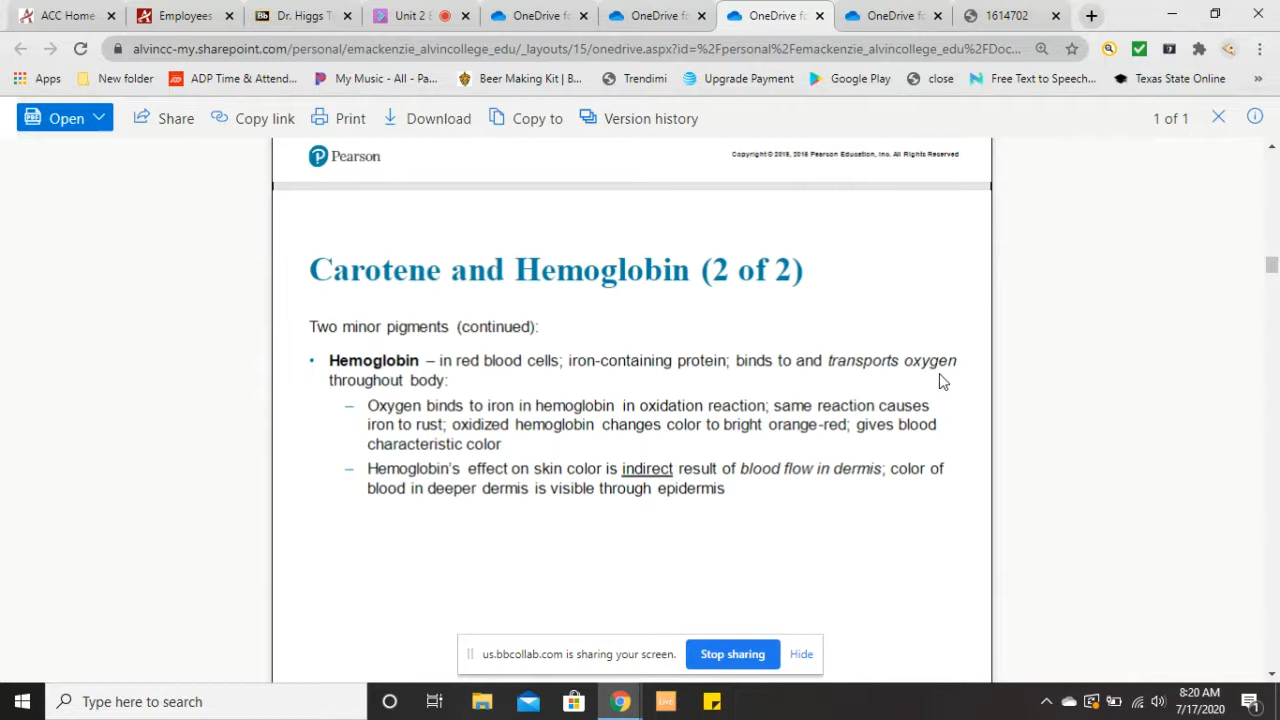 ACC Home
Employees
Dr. Higgs T
Unit 2 E
OneDrive fo
OneDrive fo
OneDrive fo
OneDrive fo
1614702
alvincc-my.sharepoint.com/personal/emackenzie_alvincollege_edu/_layouts/15/onedrive.aspx?id=%2Fpersonal%2Femackenzie_alvincollege_edu%2FDoc...
Apps New folder ADP Time & Attend... My Music - All - Pa... Beer Making Kit | B... Trendimi Upgrade Payment Google Play close Free Text to Speech... Texas State Online »
Open Share Copy link Print Download Copy to Version history 1 of 1
Pearson
Copyright © 2019, 2016 Pearson Education, Inc. All Rights Reserved
Carotene and Hemoglobin (2 of 2)
Two minor pigments (continued):
• Hemoglobin – in red blood cells; iron-containing protein; binds to and transports oxygen
throughout body:
– Oxygen binds to iron in hemoglobin in oxidation reaction; same reaction causes
iron to rust; oxidized hemoglobin changes color to bright orange-red; gives blood
characteristic color
– Hemoglobin's effect on skin color is indirect result of blood flow in dermis; color of
blood in deeper dermis is visible through epidermis
us.bbcollab.com is sharing your screen. Stop sharing Hide
Type here to search
Live
8:20 AM
7/17/2020
1